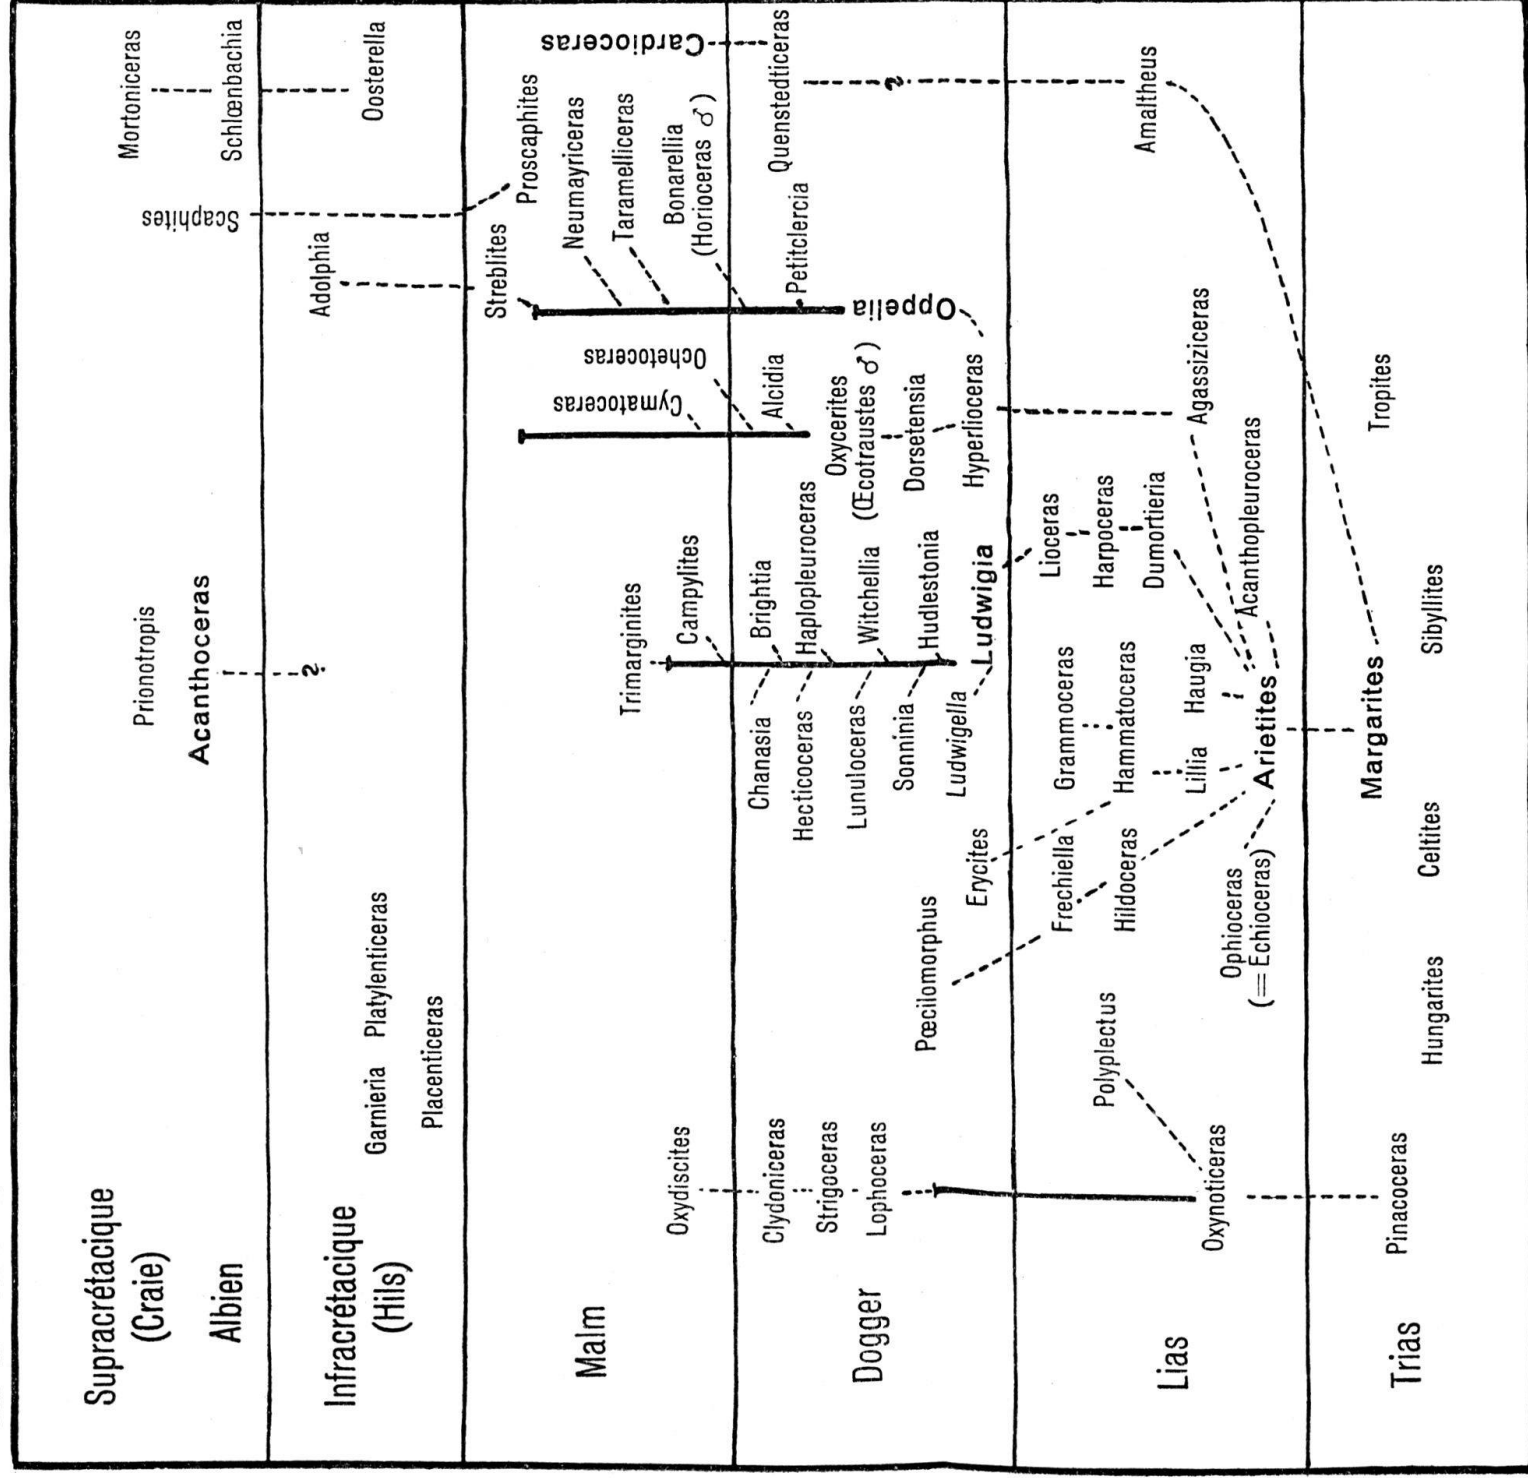 Supracrétacique
(Craie)
Albien
Prionotropis
Acanthoceras
?
Scaphites
Mortoniceras
Schlœnbachia
Infracrétacique
(Hils)
Garnieria
Platylenticeras
Placenticeras
Adolphia
Oosterella
Malm
Oxydiscites
Trimarginites
Campylites
Cymatoceras
Ochetoceras
Streblites
Proscaphites
Neumayriceras
Taramelliceras
Bonarellia
(Horioceras ♂)
Cardioceras
Dogger
Clydoniceras
Strigoceras
Lophoceras
Pœcilomorphus
Erycites
Chanasia
Hecticoceras
Lunuloceras
Sonninia
Ludwigella
Brightia
Haplopleuroceras
Witchellia
Hudlestonia
Ludwigia
Alcidia
Oxycerites
(Œcotraustes ♂)
Dorsetensia
Hyperlioceras
Petitclercia
Oppelia
Quenstedticeras
?
Lias
Polyplectus
Oxynoticeras
Frechiella
Hildoceras
Ophioceras
(= Echioceras)
Grammoceras
Hammatoceras
Lillia
Haugia
Arietites
Lioceras
Harpoceras
Dumortieria
Acanthopleuroceras
Agassiziceras
Amaltheus
Trias
Pinacoceras
Hungarites
Celtites
Margarites
Sibyllites
Tropites